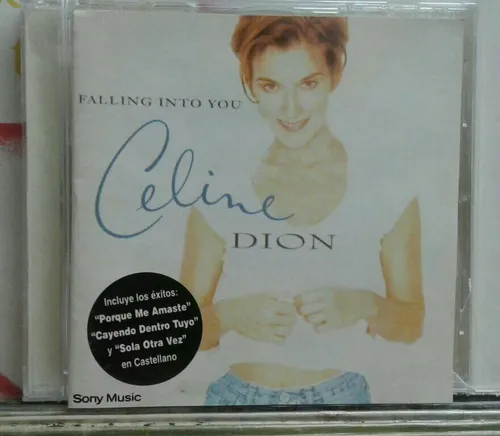 FALLING INTO YOU
Celine
DION
Incluye los éxitos:
"Porque Me Amaste"
"Cayendo Dentro Tuyo"
y "Sola Otra Vez"
en Castellano
Sony Music